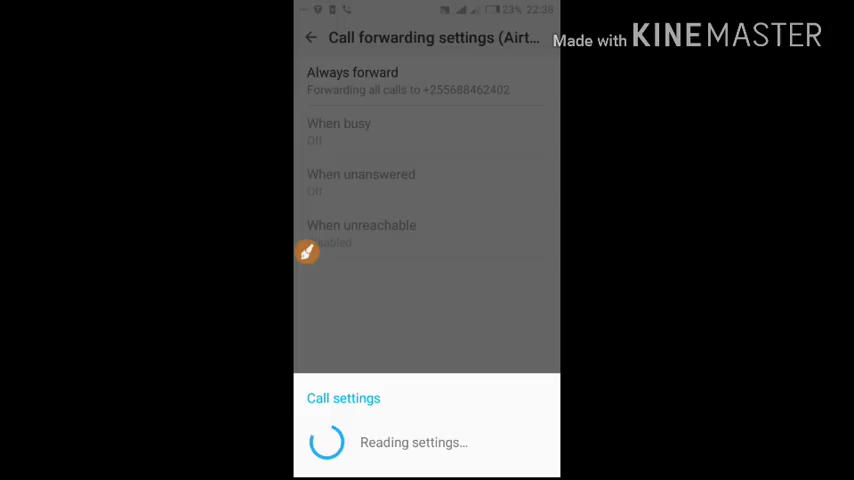 23% 22:38
Call forwarding settings (Airt...
Made with KINEMASTER
Always forward
Forwarding all calls to +255688462402
When busy
Off
When unanswered
Off
When unreachable
Call settings
Reading settings...